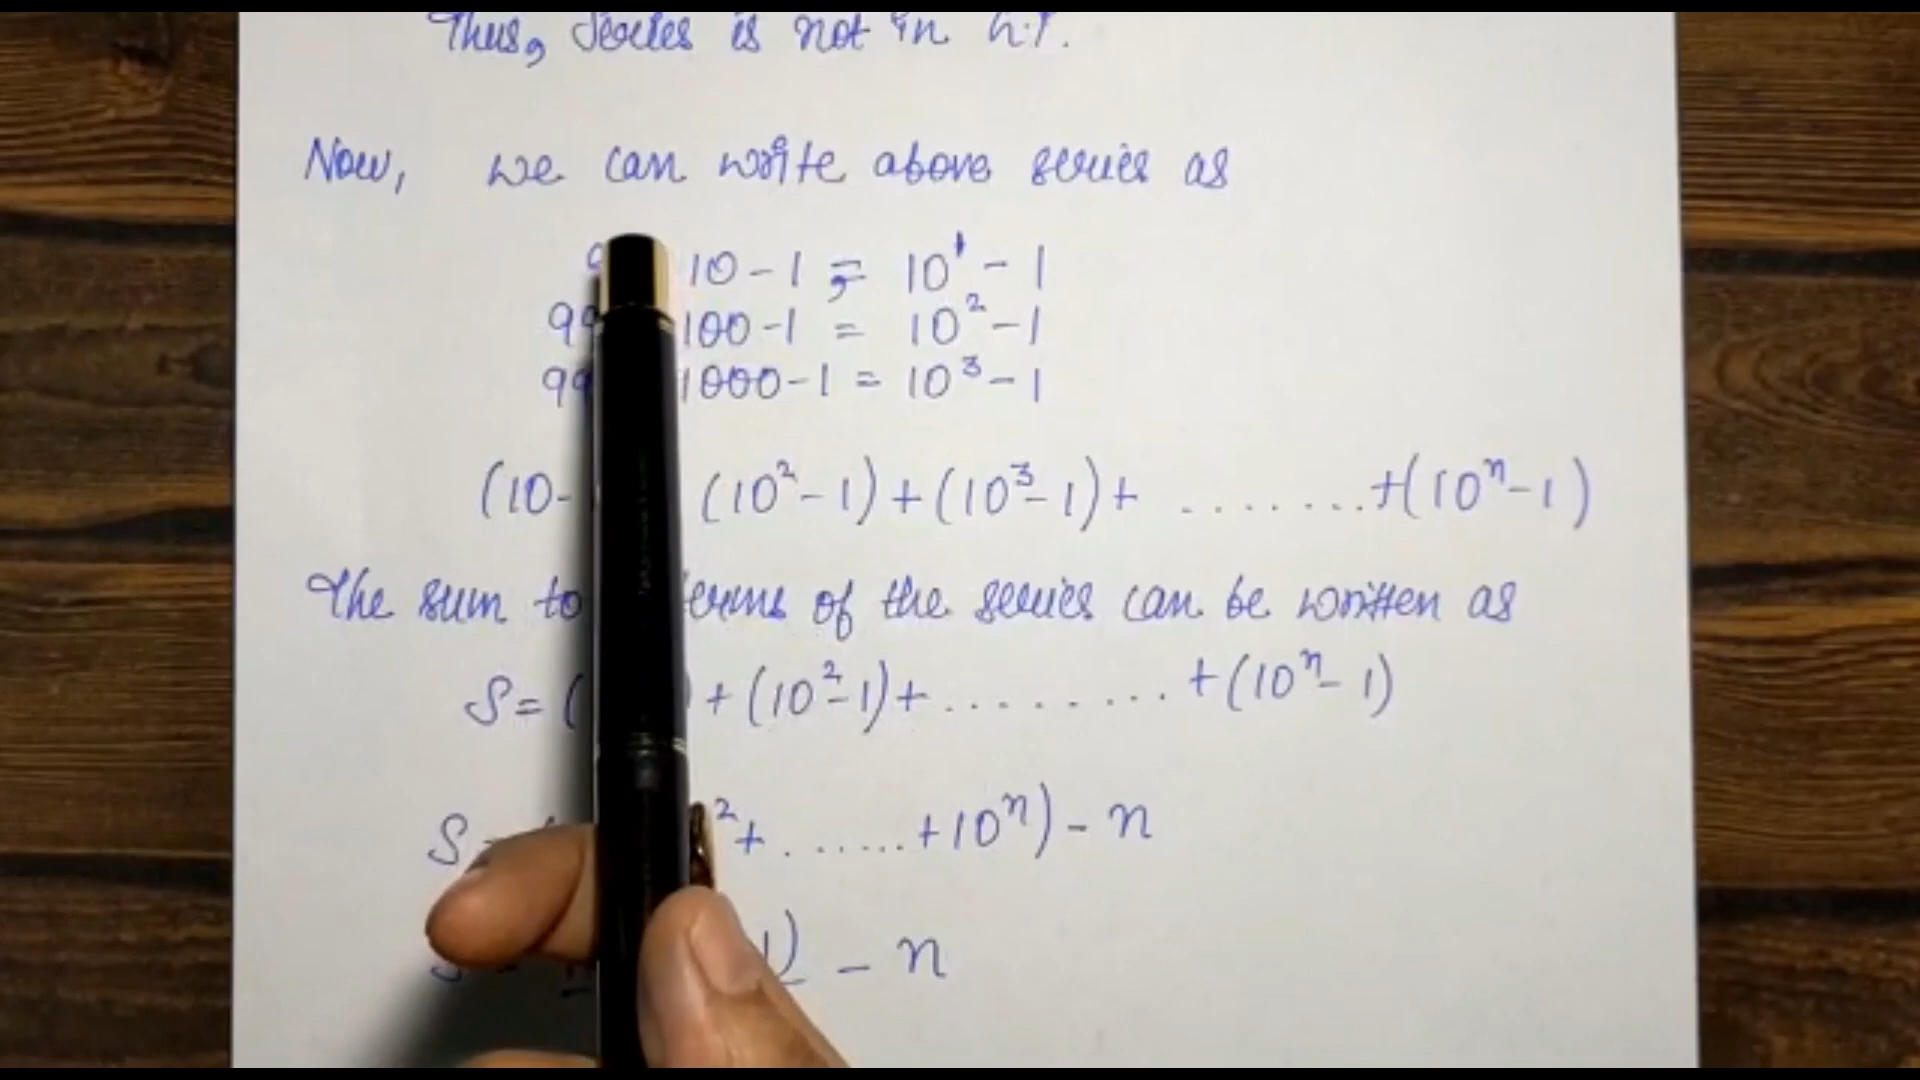 Thus, Series is not in
Now, we can write above series as
10 - 1 = 10¹ - 1
100 - 1 = 10² - 1
1000 - 1 = 10³ - 1
(10 - (10² - 1) + (10³ - 1) + ........ + (10ⁿ - 1)
The sum to terms of the series can be written as
S = ( + (10² - 1) + ......... + (10ⁿ - 1)
S ² + ...... + 10ⁿ) - n
1) - n